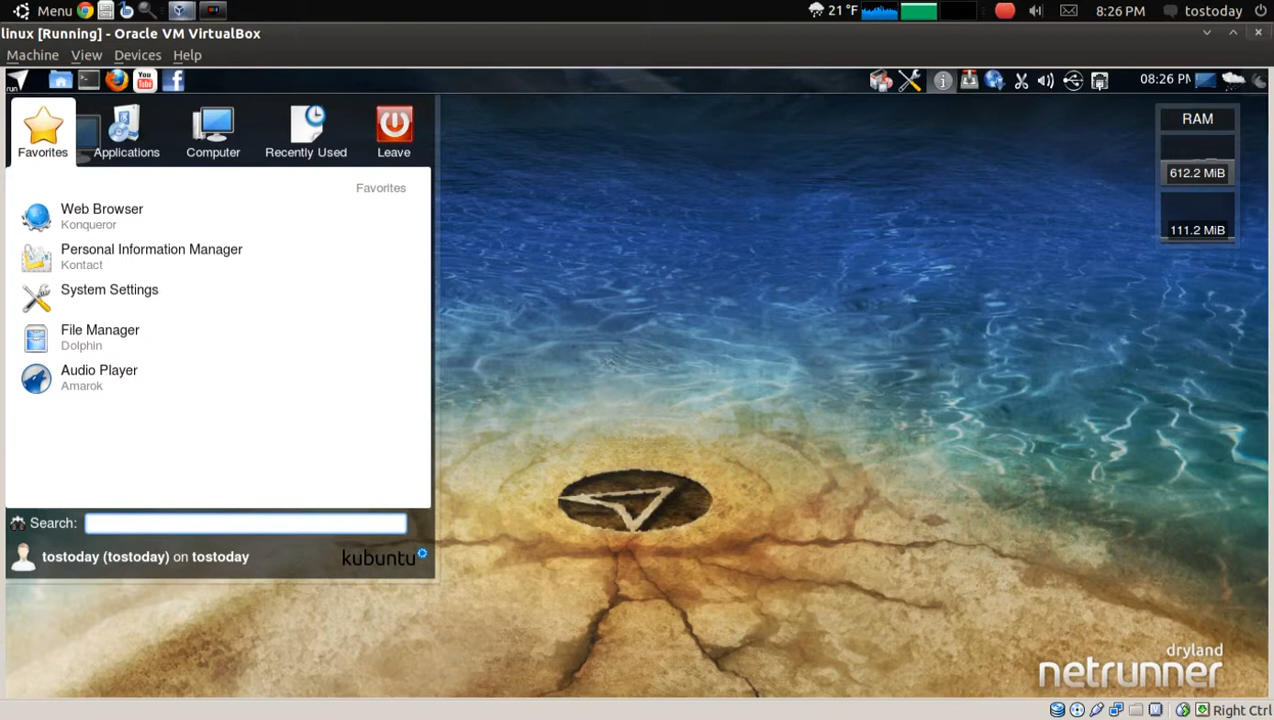 Menu 21 °F 8:26 PM tostoday
linux [Running] - Oracle VM VirtualBox
Machine View Devices Help
run You Tube 08:26 PM
Favorites Applications Computer Recently Used Leave
RAM
612.2 MiB
111.2 MiB
Favorites
Web Browser
Konqueror
Personal Information Manager
Kontact
System Settings
File Manager
Dolphin
Audio Player
Amarok
Search:
tostoday (tostoday) on tostoday kubuntu
dryland
netrunner
Right Ctrl